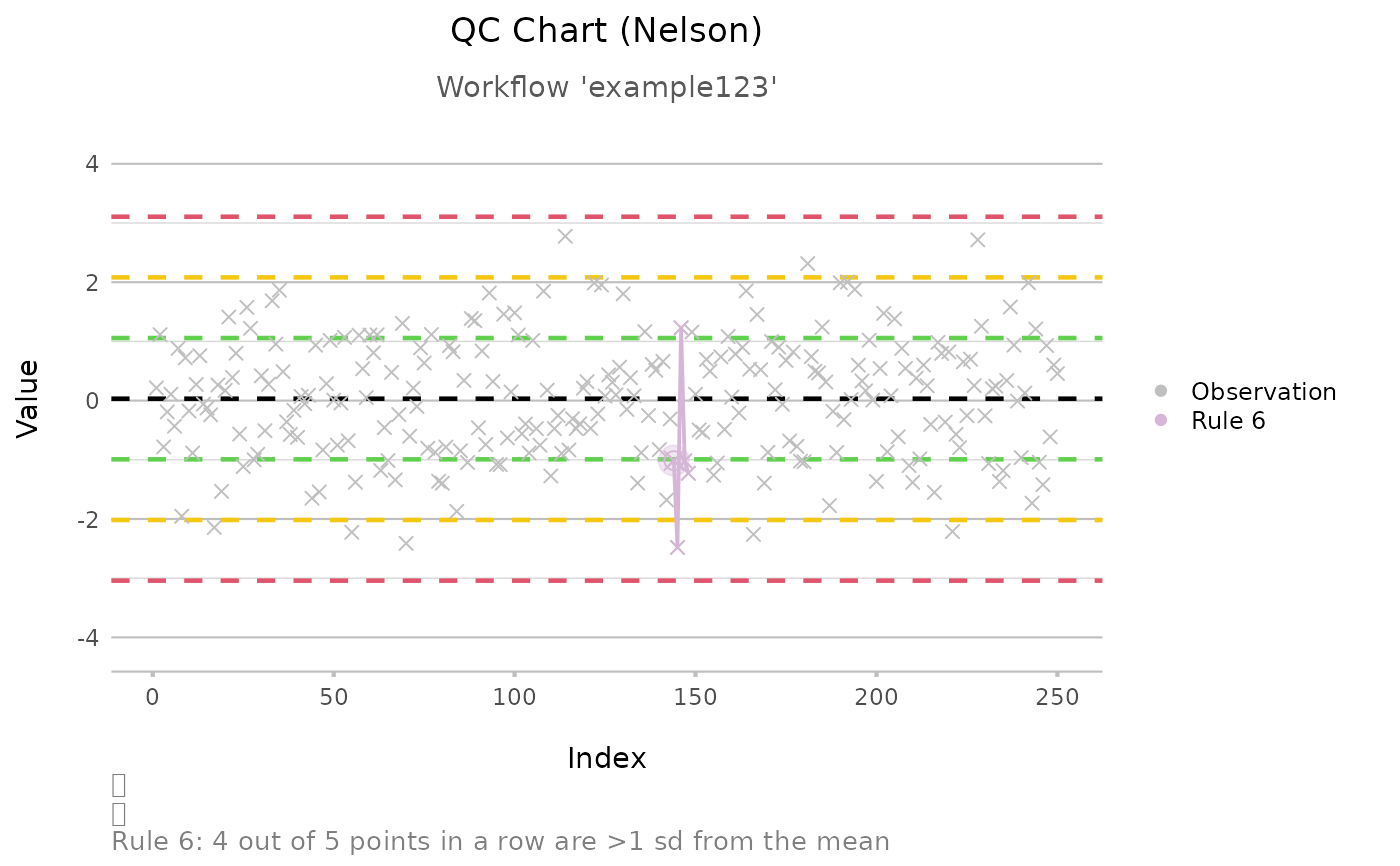 QC Chart (Nelson)
Workflow 'example123'
Value
4
2
0
-2
-4
0 50 100 150 200 250
Index
Observation
Rule 6
Rule 6: 4 out of 5 points in a row are >1 sd from the mean